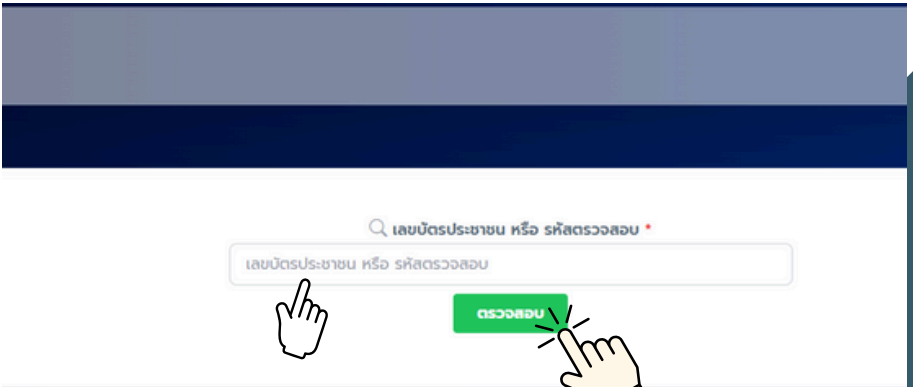 เลขบัตรประชาชน หรือ รหัสตรวจสอบ *
เลขบัตรประชาชน หรือ รหัสตรวจสอบ
ตรวจสอบ